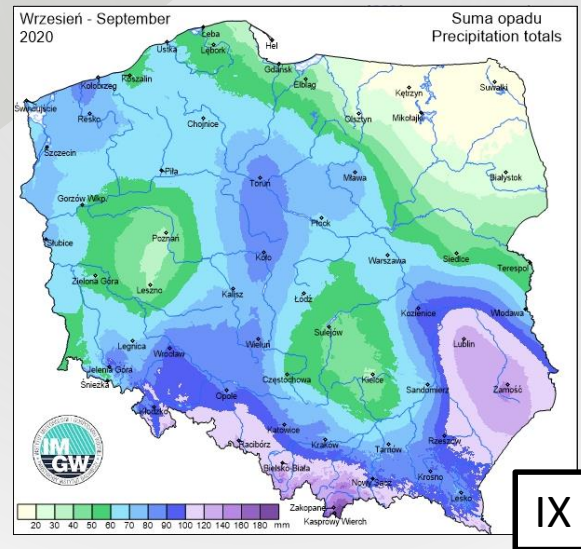 Wrzesień - September
2020
Suma opadu
Precipitation totals
Łeba
Hel
Ustka
Lębork
Gdańsk
Koszalin
Kołobrzeg
Elbląg
Suwałki
Kętrzyn
Świnoujście
Resko
Chojnice
Olsztyn
Mikołajki
Szczecin
Piła
Toruń
Mława
Białystok
Gorzów Wlkp.
Płock
Słubice
Poznań
Koło
Warszawa
Siedlce
Terespol
Zielona Góra
Leszno
Kalisz
Łódź
Kozienice
Włodawa
Sulejów
Legnica
Wrocław
Wieluń
Lublin
Jelenia Góra
Śnieżka
Częstochowa
Kielce
Sandomierz
Zamość
Opole
Kłodzko
Katowice
Racibórz
Kraków
Tarnów
Rzeszów
Bielsko-Biała
Nowy Sącz
Krosno
Lesko
Zakopane
Kasprowy Wierch
IM
GW
20 30 40 50 60 70 80 90 100 120 140 160 180 mm
IX